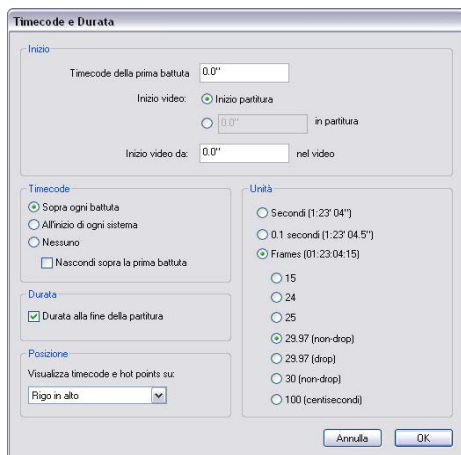 Timecode e Durata
Inizio
Timecode della prima battuta 0.0"
Inizio video: Inizio partitura
0.0" in partitura
Inizio video da: 0.0" nel video
Timecode
Sopra ogni battuta
All'inizio di ogni sistema
Nessuno
Nascondi sopra la prima battuta
Durata
Durata alla fine della partitura
Posizione
Visualizza timecode e hot points su:
Rigo in alto
Unità
Secondi (1:23' 04")
0.1 secondi (1:23' 04.5")
Frames (01:23:04:15)
15
24
25
29.97 (non-drop)
29.97 (drop)
30 (non-drop)
100 (centisecondi)
Annulla OK